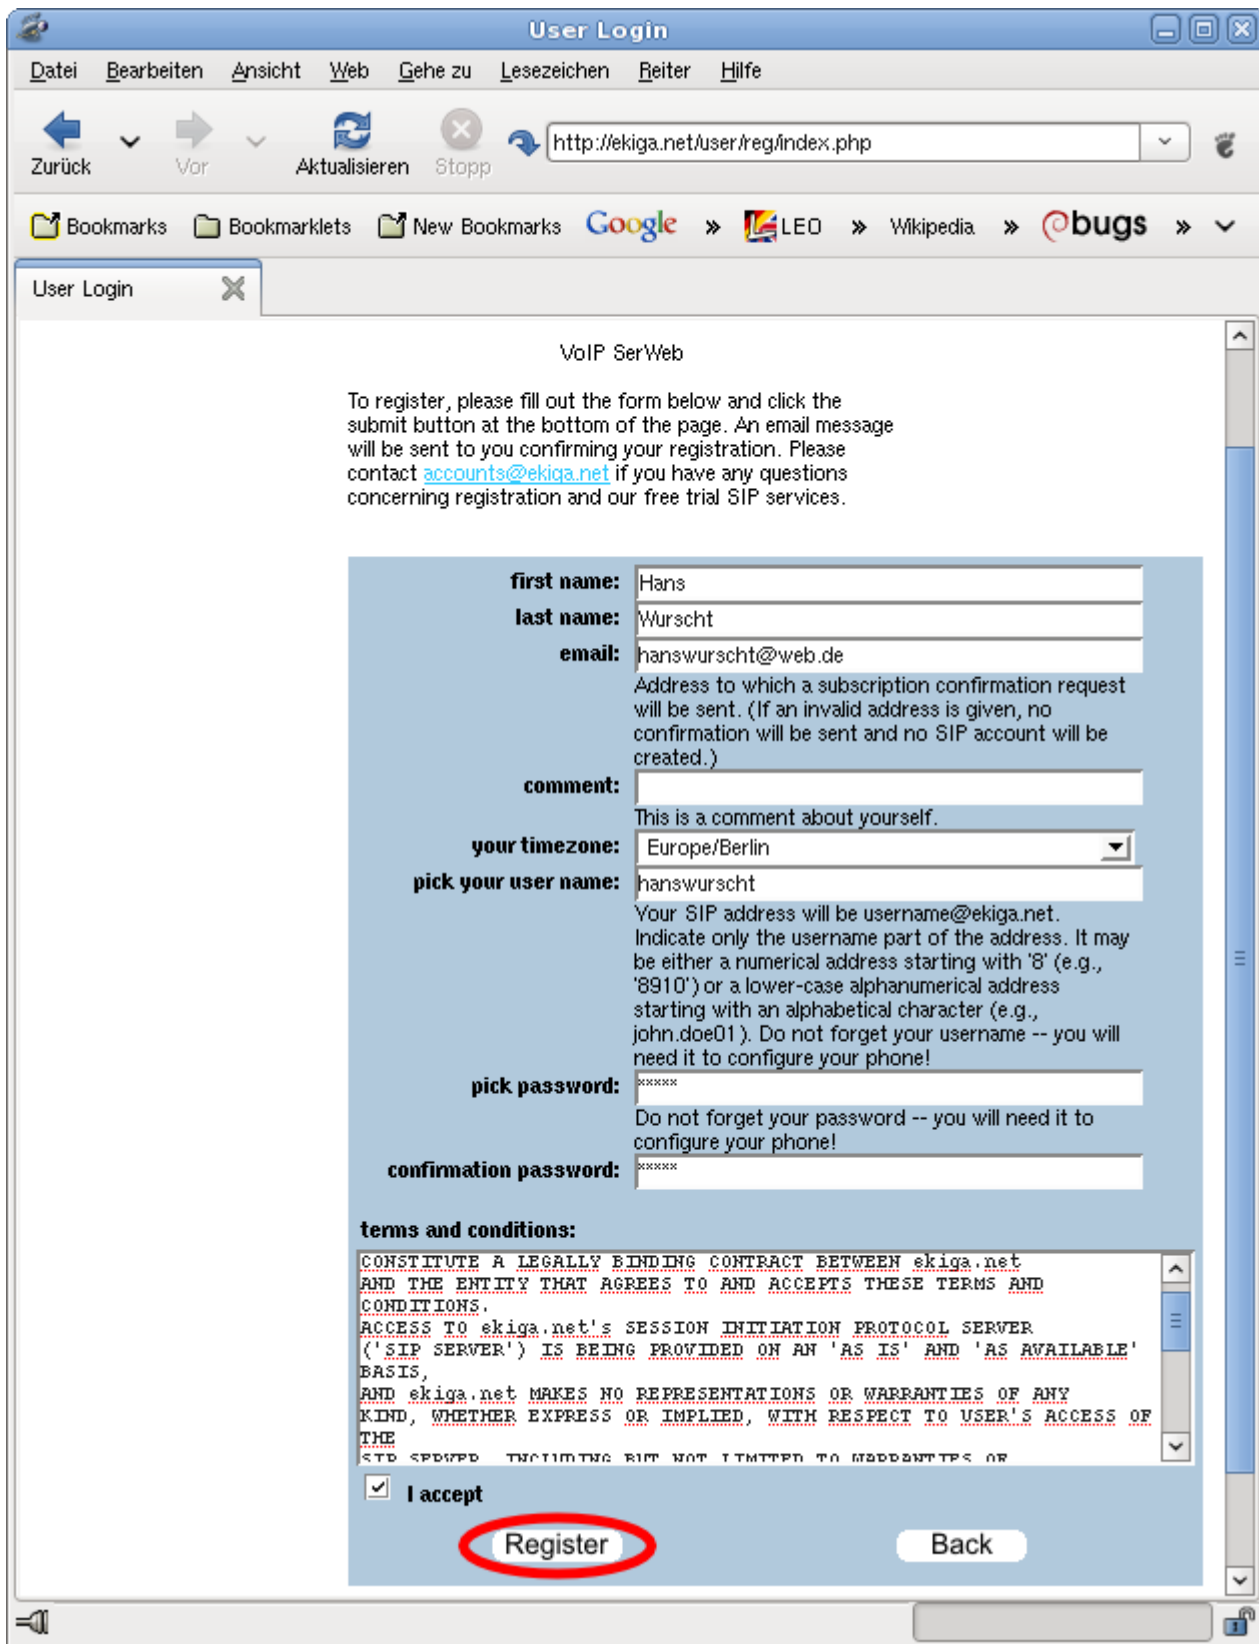 User Login
Datei Bearbeiten Ansicht Web Gehe zu Lesezeichen Reiter Hilfe
http://ekiga.net/user/reg/index.php
Zurück Vor Aktualisieren Stopp
Bookmarks Bookmarklets New Bookmarks Google » LEO » Wikipedia » bugs »
User Login
VoIP SerWeb
To register, please fill out the form below and click the
submit button at the bottom of the page. An email message
will be sent to you confirming your registration. Please
contact accounts@ekiga.net if you have any questions
concerning registration and our free trial SIP services.
first name: Hans
last name: Wurscht
email: hanswurscht@web.de
Address to which a subscription confirmation request
will be sent. (If an invalid address is given, no
confirmation will be sent and no SIP account will be
created.)
comment:
This is a comment about yourself.
your timezone: Europe/Berlin
pick your user name: hanswurscht
Your SIP address will be username@ekiga.net.
Indicate only the username part of the address. It may
be either a numerical address starting with '8' (e.g.,
'8910') or a lower-case alphanumerical address
starting with an alphabetical character (e.g.,
john.doe01). Do not forget your username -- you will
need it to configure your phone!
pick password: *****
Do not forget your password -- you will need it to
configure your phone!
confirmation password: *****
terms and conditions:
CONSTITUTE A LEGALLY BINDING CONTRACT BETWEEN ekiga.net
AND THE ENTITY THAT AGREES TO AND ACCEPTS THESE TERMS AND
CONDITIONS.
ACCESS TO ekiga.net's SESSION INITIATION PROTOCOL SERVER
('SIP SERVER') IS BEING PROVIDED ON AN 'AS IS' AND 'AS AVAILABLE'
BASIS,
AND ekiga.net MAKES NO REPRESENTATIONS OR WARRANTIES OF ANY
KIND, WHETHER EXPRESS OR IMPLIED, WITH RESPECT TO USER'S ACCESS OF
THE
SIP SERVER, INCLUDING BUT NOT LIMITED TO WARRANTIES OF
I accept
Register Back